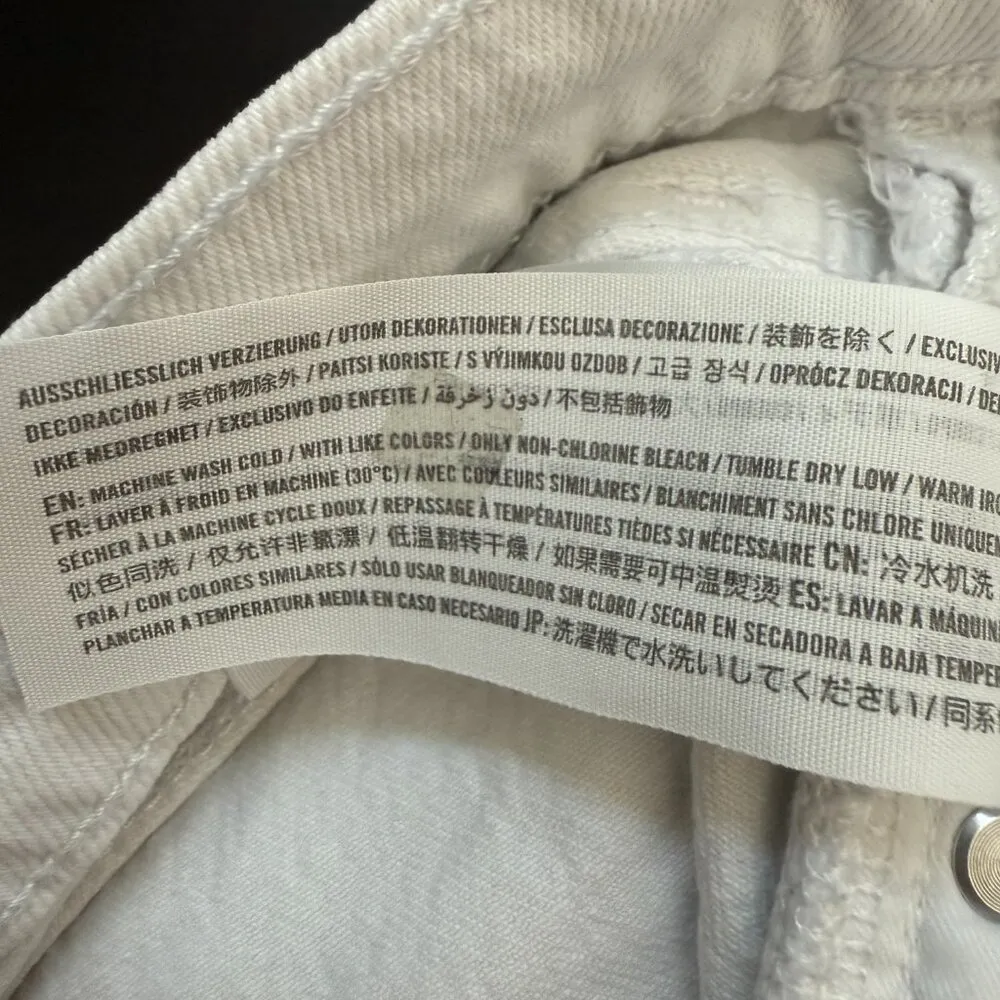 AUSSCHLIESSLICH VERZIERUNG / UTOM DEKORATIONEN / ESCLUSA DECORAZIONE / 装飾を除く / EXCLUSIV
DECORACIÓN / 装饰物除外 / PAITSI KORISTE / S VÝJIMKOU OZDOB / 고급 장식 / OPRÓCZ DEKORACJI / DE
IKKE MEDREGNET / EXCLUSIVO DO ENFEITE / دون زخرفة / 不包括飾物
EN: MACHINE WASH COLD / WITH LIKE COLORS / ONLY NON-CHLORINE BLEACH / TUMBLE DRY LOW / WARM IRO
FR: LAVER À FROID EN MACHINE (30°C) / AVEC COULEURS SIMILAIRES / BLANCHIMENT SANS CHLORE UNIQUEM
SÉCHER À LA MACHINE CYCLE DOUX / REPASSAGE À TEMPÉRATURES TIÈDES SI NÉCESSAIRE CN: 冷水机洗
似色同洗 / 仅允许非氯漂 / 低温翻转干燥 / 如果需要可中温熨烫 ES: LAVAR A MÁQUIN
FRÍA / CON COLORES SIMILARES / SÓLO USAR BLANQUEADOR SIN CLORO / SECAR EN SECADORA A BAJA TEMPER
PLANCHAR A TEMPERATURA MEDIA EN CASO NECESARIO JP: 洗濯機で水洗いしてください / 同系